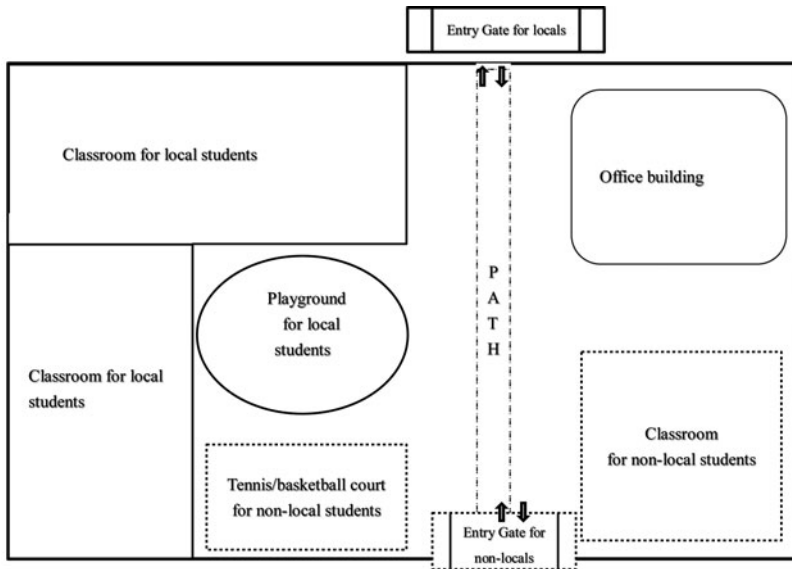 Entry Gate for locals
Classroom for local students
Office building
P
A
T
H
Playground
for local
students
Classroom for local
students
Classroom
for non-local students
Tennis/basketball court
for non-local students
Entry Gate for
non-locals